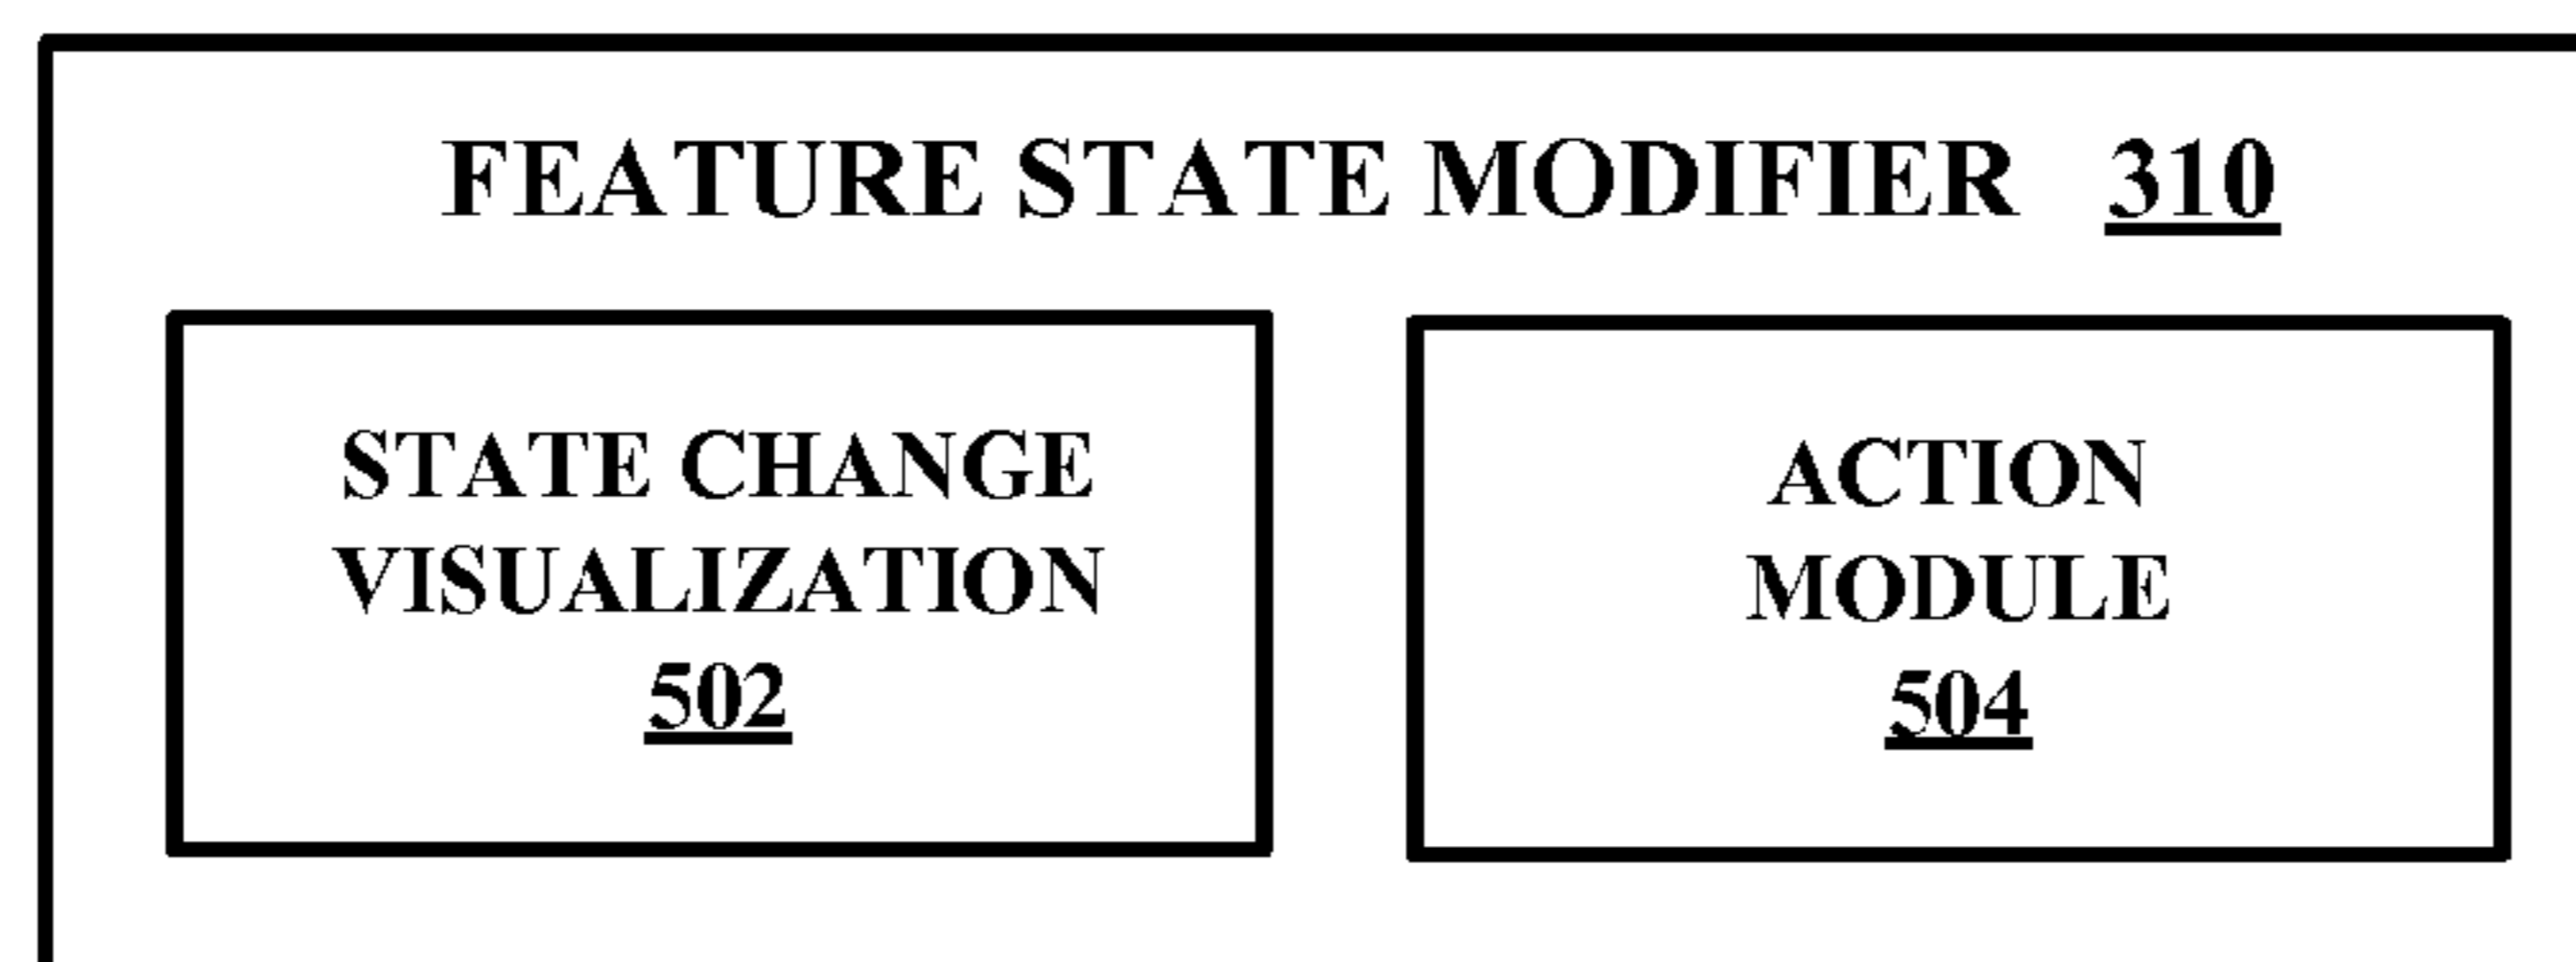 FEATURE STATE MODIFIER 310
STATE CHANGE
VISUALIZATION
502
ACTION
MODULE
504